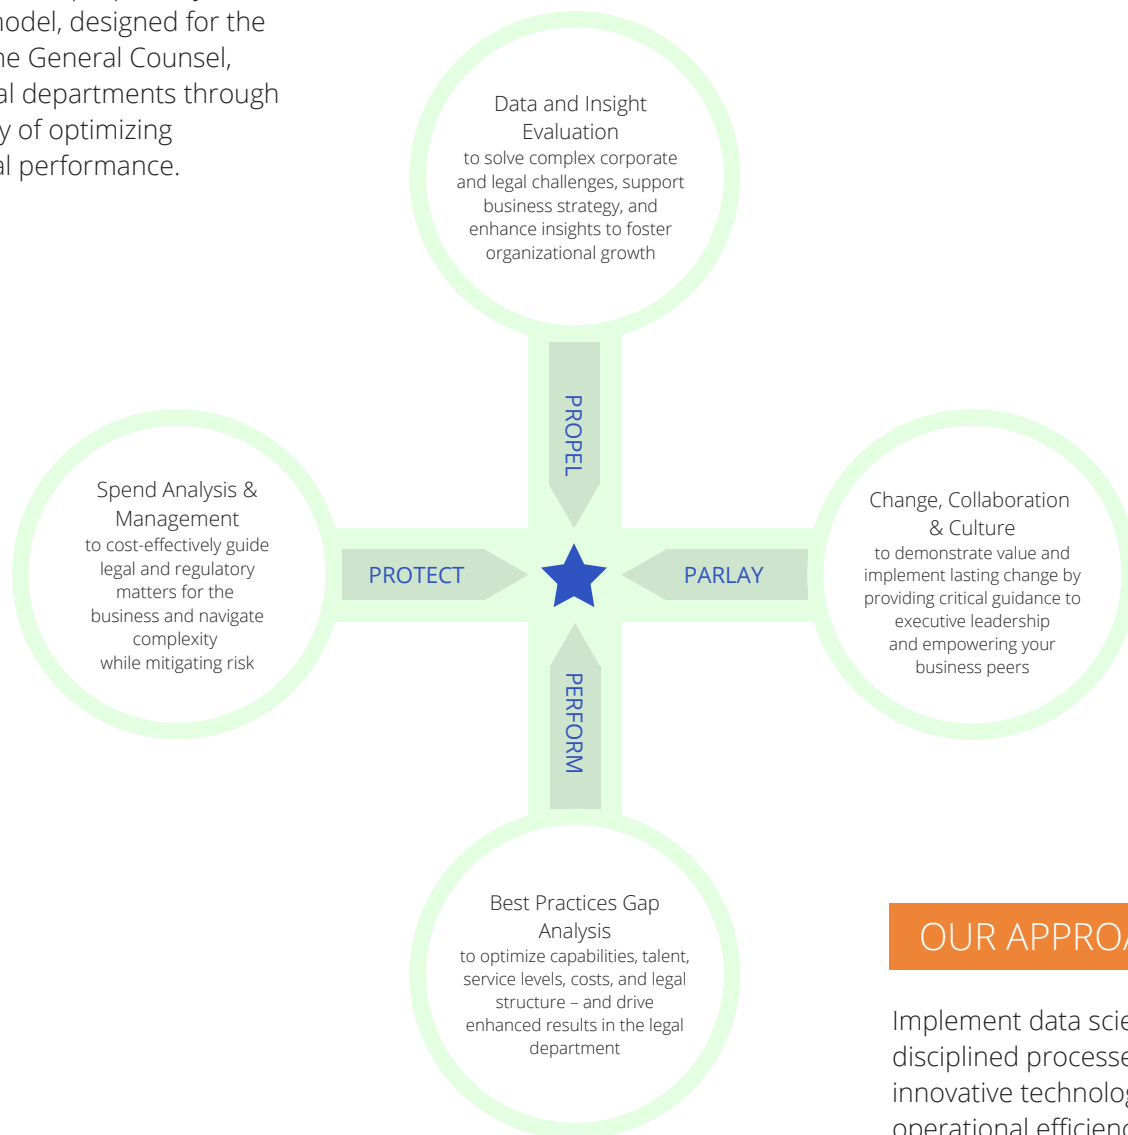 model, designed for the
the General Counsel,
departments through
of optimizing
performance.
Data and Insight
Evaluation
to solve complex corporate
and legal challenges, support
business strategy, and
enhance insights to foster
organizational growth
PROPEL
Spend Analysis &
Management
to cost-effectively guide
legal and regulatory
matters for the
business and navigate
complexity
while mitigating risk
PROTECT
PARLAY
Change, Collaboration
& Culture
to demonstrate value and
implement lasting change by
providing critical guidance to
executive leadership
and empowering your
business peers
PERFORM
Best Practices Gap
Analysis
to optimize capabilities, talent,
service levels, costs, and legal
structure – and drive
enhanced results in the legal
department
OUR APPROA
Implement data scie
disciplined processe
innovative technolog
operational efficienc